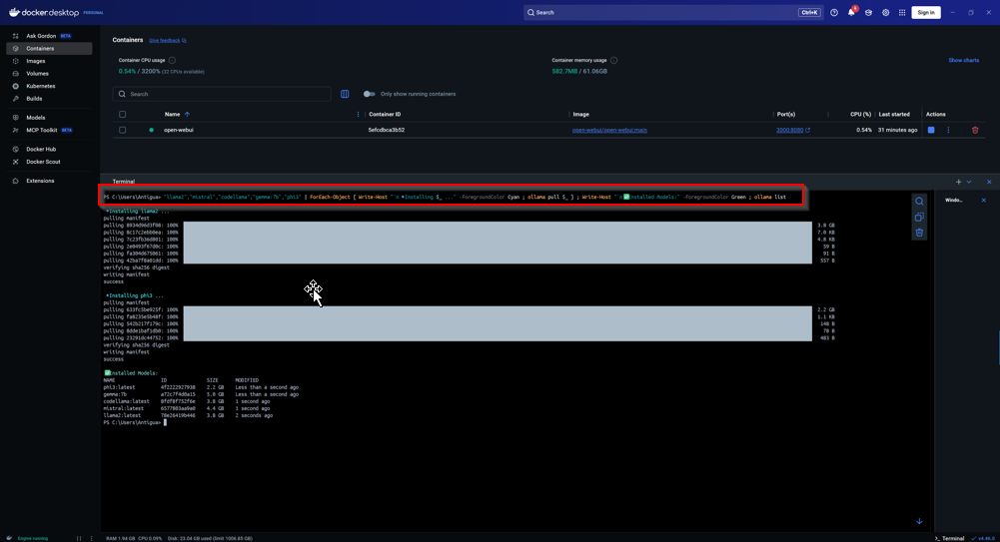 docker desktop PERSONAL
Search Ctrl+K
6
Sign in
Ask Gordon BETA
Containers
Images
Volumes
Kubernetes
Builds
Models
MCP Toolkit BETA
Docker Hub
Docker Scout
Extensions
Containers Give feedback
Container CPU usage
0.54% / 3200% (32 CPUs available)
Container memory usage
582.7MB / 61.06GB
Show charts
Search
Only show running containers
Name Container ID Image Port(s) CPU (%) Last started Actions
open-webui 5efcdbca3b52 open-webui/open-webui:main 3000:8080 0.54% 31 minutes ago
Terminal
PS C:\Users\Antigua> "llama2","mistral","codellama","gemma:7b","phi3" | ForEach-Object { Write-Host "`n Installing $_ ..." -ForegroundColor Cyan ; ollama pull $_ } ; Write-Host "`n✅Installed Models:" -ForegroundColor Green ; ollama list
Windo...
Installing llama2 ...
pulling manifest
pulling 8934d96d3f08: 100% 3.8 GB
pulling 8c17c2ebb0ea: 100% 7.0 KB
pulling 7c23fb36d801: 100% 4.8 KB
pulling 2e0493f67d0c: 100% 59 B
pulling fa304d675061: 100% 91 B
pulling 42ba7f8a01dd: 100% 557 B
verifying sha256 digest
writing manifest
success
Installing phi3 ...
pulling manifest
pulling 633fc5be925f: 100% 2.2 GB
pulling fa8235e5b48f: 100% 1.1 KB
pulling 542b217f179c: 100% 148 B
pulling 8dde1baf1db0: 100% 78 B
pulling 23291dc44752: 100% 483 B
verifying sha256 digest
writing manifest
success
✅Installed Models:
NAME ID SIZE MODIFIED
phi3:latest 4f2222927938 2.2 GB Less than a second ago
gemma:7b a72c7f4d0a15 5.0 GB Less than a second ago
codellama:latest 8fdf8f752f6e 3.8 GB 1 second ago
mistral:latest 6577803aa9a0 4.4 GB 1 second ago
llama2:latest 78e26419b446 3.8 GB 2 seconds ago
PS C:\Users\Antigua>
Engine running RAM 1.94 GB CPU 0.09% Disk: 23.04 GB used (limit 1006.85 GB) Terminal v4.46.0